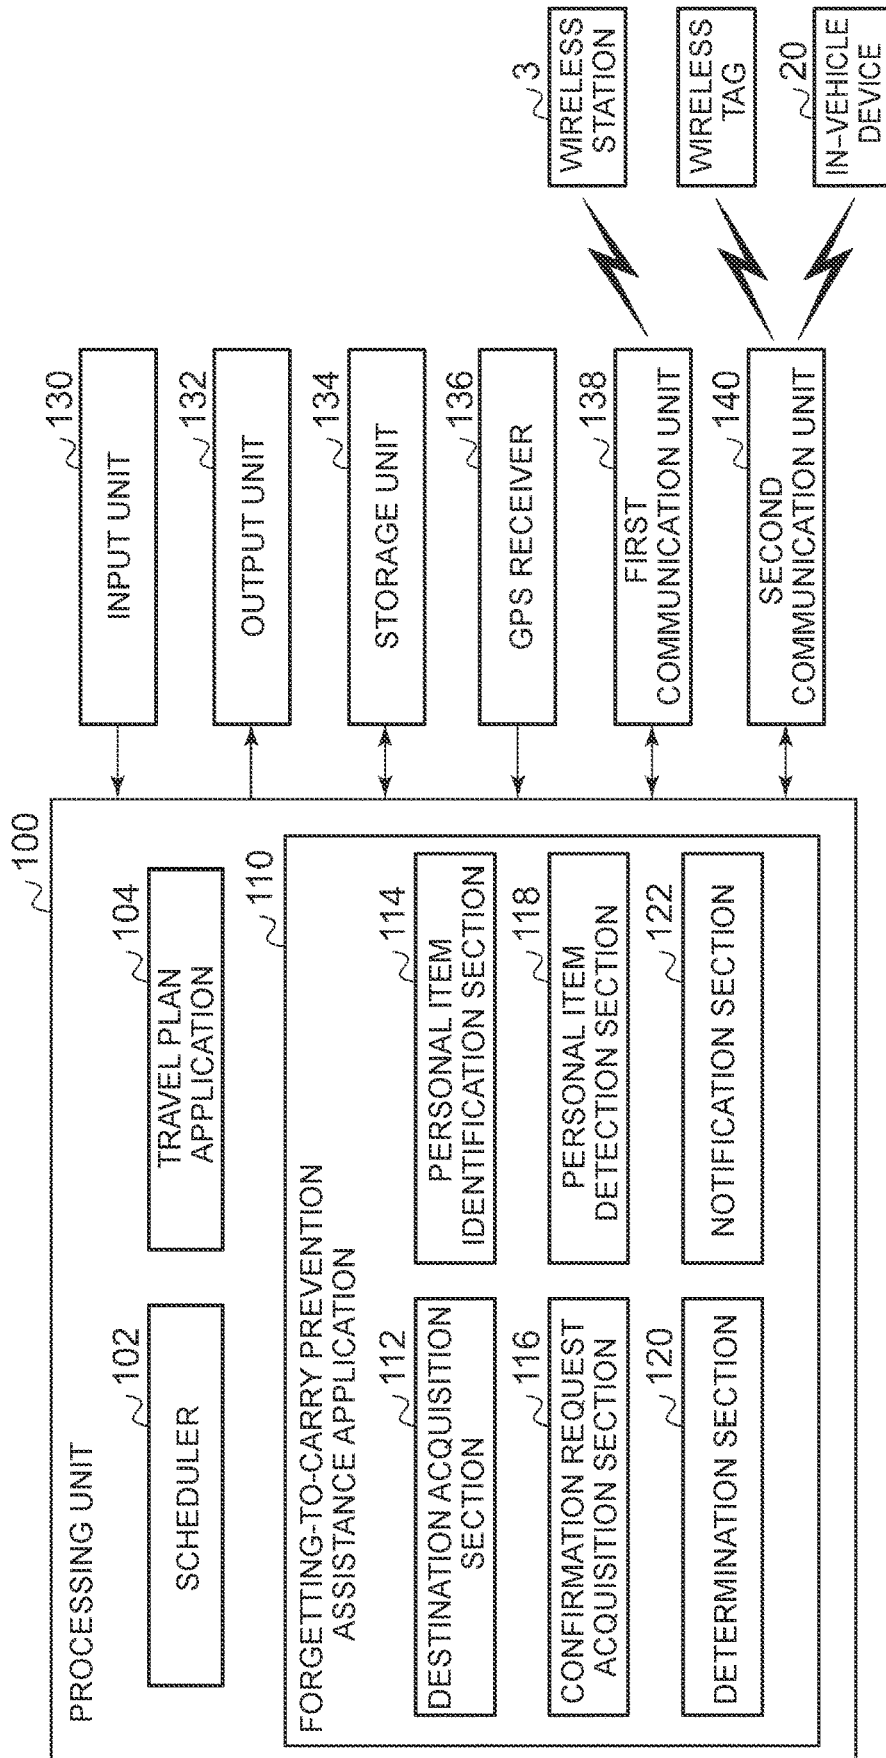 100
PROCESSING UNIT
102
SCHEDULER
104
TRAVEL PLAN
APPLICATION
110
FORGETTING-TO-CARRY PREVENTION
ASSISTANCE APPLICATION
112
DESTINATION ACQUISITION
SECTION
114
PERSONAL ITEM
IDENTIFICATION SECTION
116
CONFIRMATION REQUEST
ACQUISITION SECTION
118
PERSONAL ITEM
DETECTION SECTION
120
DETERMINATION SECTION
122
NOTIFICATION SECTION
130
INPUT UNIT
132
OUTPUT UNIT
134
STORAGE UNIT
136
GPS RECEIVER
138
FIRST
COMMUNICATION UNIT
140
SECOND
COMMUNICATION UNIT
3
WIRELESS
STATION
WIRELESS
TAG
20
IN-VEHICLE
DEVICE